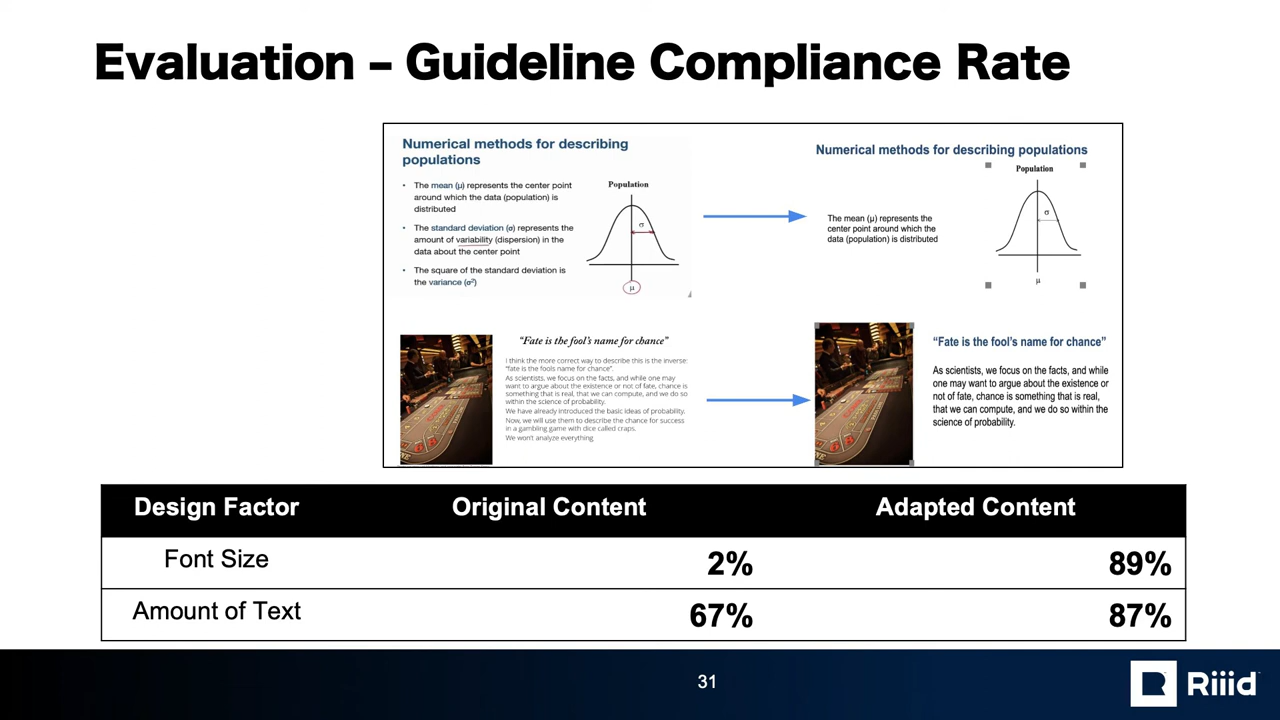 Evaluation – Guideline Compliance Rate
Numerical methods for describing
populations
• The mean (μ) represents the center point
around which the data (population) is
distributed
• The standard deviation (σ) represents the
amount of variability (dispersion) in the
data about the center point
• The square of the standard deviation is
the variance (σ²)
Population
σ
μ
Numerical methods for describing populations
The mean (μ) represents the
center point around which the
data (population) is distributed
Population
σ
μ
"Fate is the fool's name for chance"
I think the more correct way to describe this is the inverse:
"fate is the fools name for chance".
As scientists, we focus on the facts, and while one may
want to argue about the existence or not of fate, chance is
something that is real, that we can compute, and we do so
within the science of probability.
We have already introduced the basic ideas of probability.
Now, we will use them to describe the chance for success
in a gambling game with dice called craps.
We won't analyze everything
"Fate is the fool's name for chance"
As scientists, we focus on the facts, and while
one may want to argue about the existence or
not of fate, chance is something that is real,
that we can compute, and we do so within the
science of probability.
Design Factor Original Content Adapted Content
Font Size 2% 89%
Amount of Text 67% 87%
31
Riiid